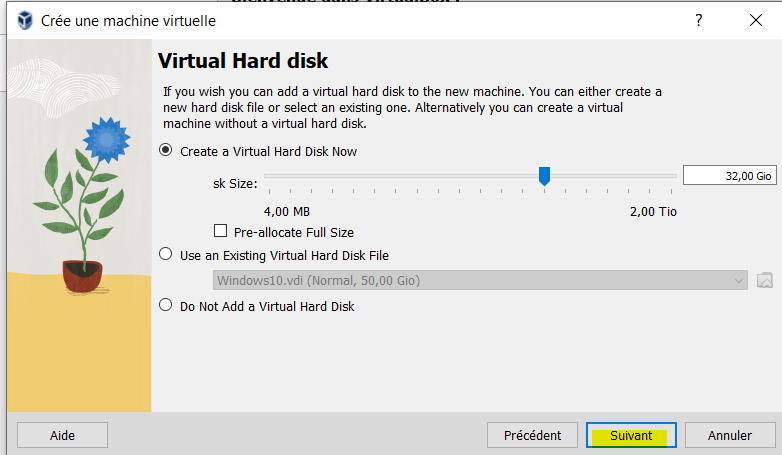 Crée une machine virtuelle
?
Virtual Hard disk
If you wish you can add a virtual hard disk to the new machine. You can either create a
new hard disk file or select an existing one. Alternatively you can create a virtual
machine without a virtual hard disk.
Create a Virtual Hard Disk Now
sk Size:
32,00 Gio
4,00 MB
2,00 Tio
Pre-allocate Full Size
Use an Existing Virtual Hard Disk File
Windows10.vdi (Normal, 50,00 Gio)
Do Not Add a Virtual Hard Disk
Aide
Précédent
Suivant
Annuler